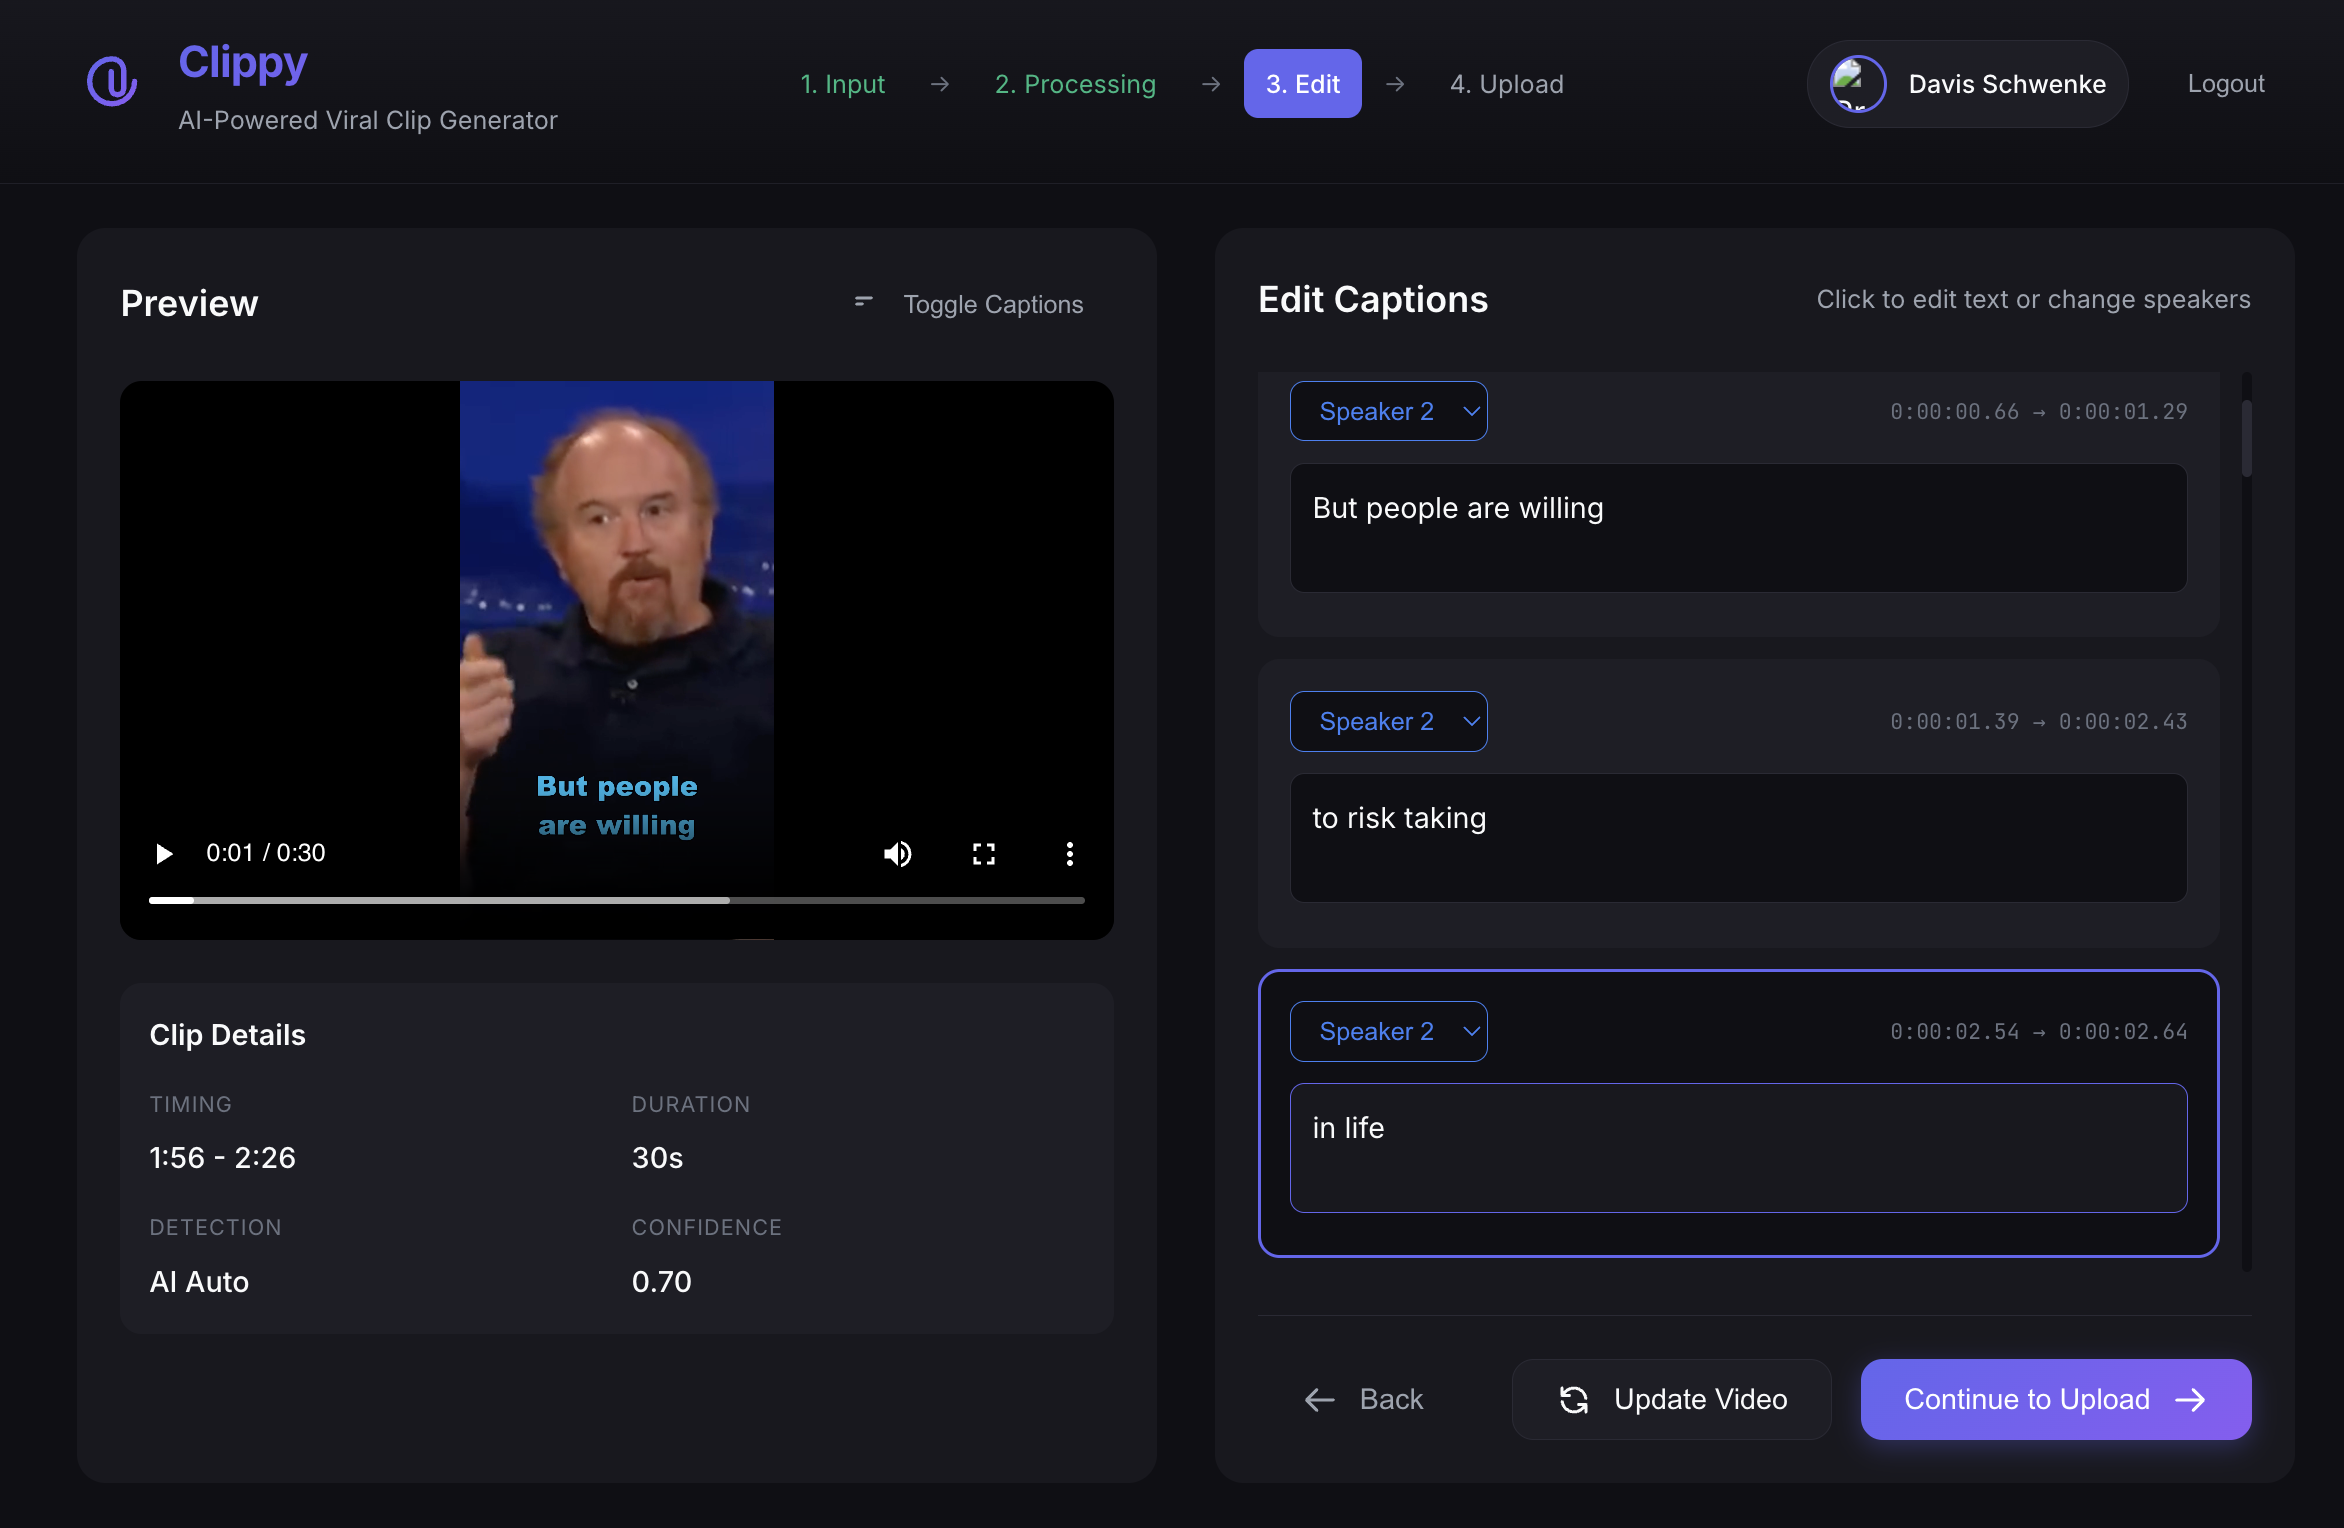 Clippy
AI-Powered Viral Clip Generator
1. Input → 2. Processing → 3. Edit → 4. Upload
Davis Schwenke
Logout
Preview
Toggle Captions
But people
are willing
0:01 / 0:30
Clip Details
TIMING
DURATION
1:56 - 2:26
30s
DETECTION
CONFIDENCE
AI Auto
0.70
Edit Captions
Click to edit text or change speakers
Speaker 2
0:00:00.66 → 0:00:01.29
But people are willing
Speaker 2
0:00:01.39 → 0:00:02.43
to risk taking
Speaker 2
0:00:02.54 → 0:00:02.64
in life
← Back
Update Video
Continue to Upload →